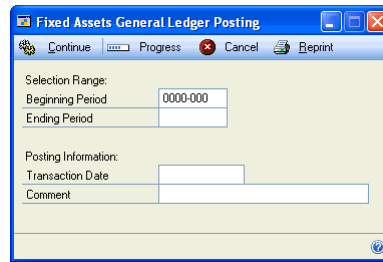 Fixed Assets General Ledger Posting
Continue Progress Cancel Reprint
Selection Range:
Beginning Period 0000-000
Ending Period
Posting Information:
Transaction Date
Comment